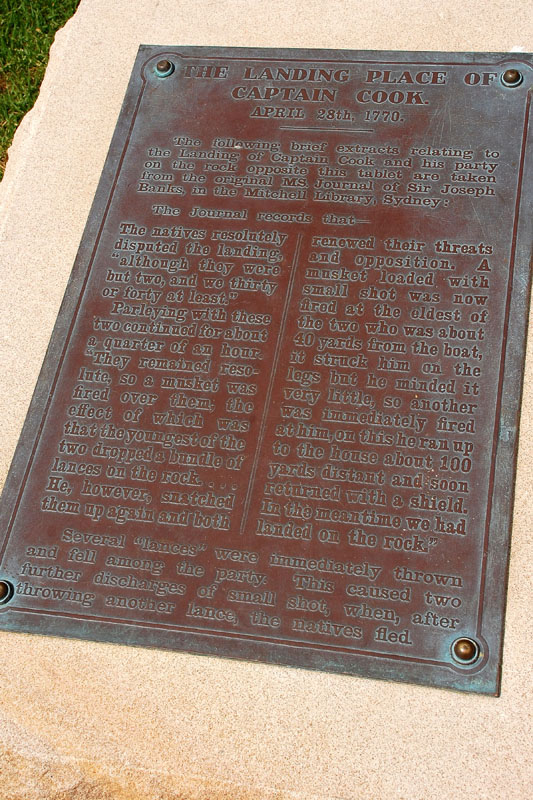 THE LANDING PLACE OF
CAPTAIN COOK.
APRIL 28th, 1770.
The following brief extracts relating to
the Landing of Captain Cook and his party
on the rock opposite this tablet are taken
from the original MS. Journal of Sir Joseph
Banks, in the Mitchell Library, Sydney:
The Journal records that—
The natives resolutely
disputed the landing,
"although they were
but two, and we thirty
or forty at least."
Parleying with these
two continued for about
a quarter of an hour.
"They remained reso-
lute, so a musket was
fired over them, the
effect of which was
that the youngest of the
two dropped a bundle of
lances on the rock. . . .
He, however, snatched
them up again and both
renewed their threats
and opposition. A
musket loaded with
small shot was now
fired at the eldest of
the two who was about
40 yards from the boat,
it struck him on the
legs but he minded it
very little, so another
was immediately fired
at him, on this he ran up
to the house about 100
yards distant and soon
returned with a shield.
In the meantime we had
landed on the rock."
Several "lances" were immediately thrown
and fell among the party. This caused two
further discharges of small shot, when, after
throwing another lance, the natives fled.